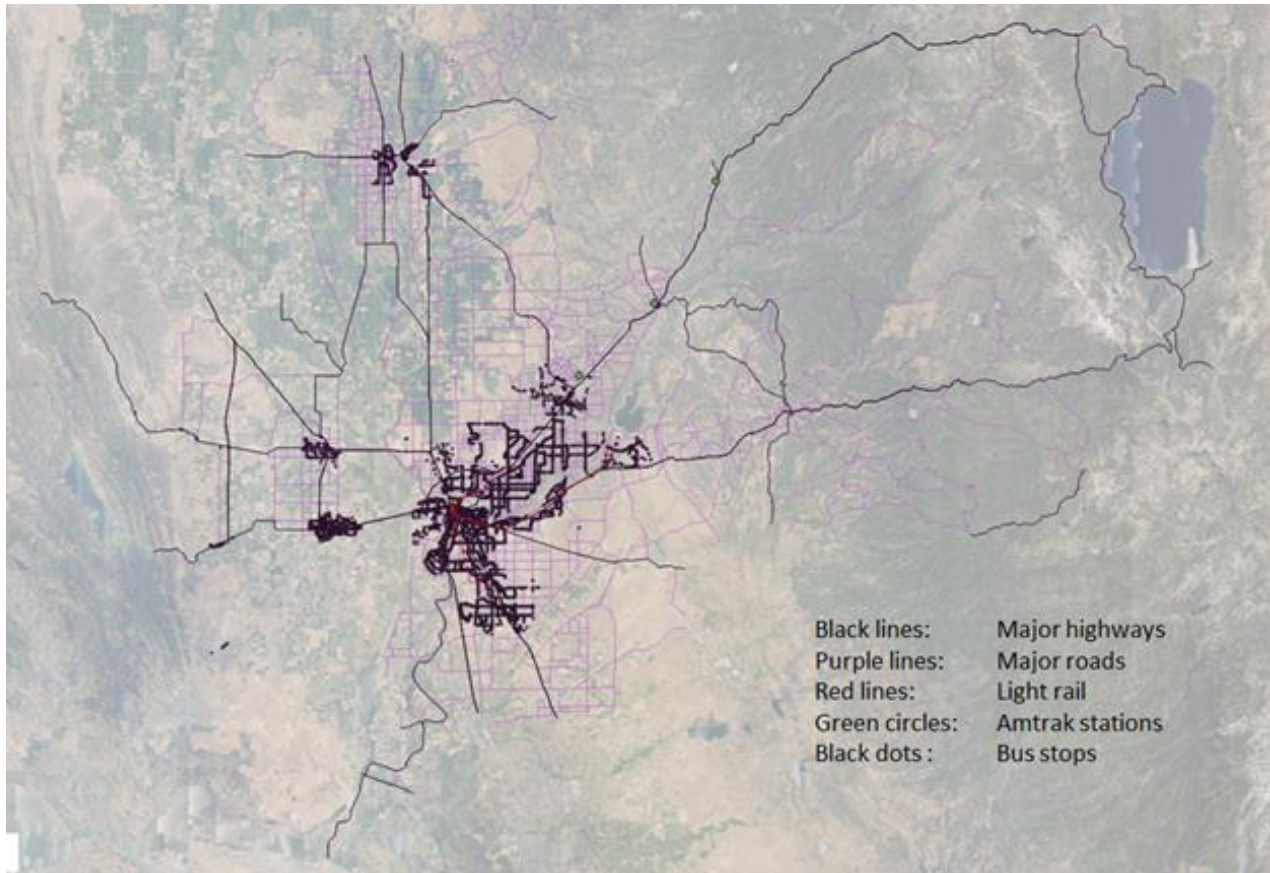 Black lines: Major highways
Purple lines: Major roads
Red lines: Light rail
Green circles: Amtrak stations
Black dots : Bus stops